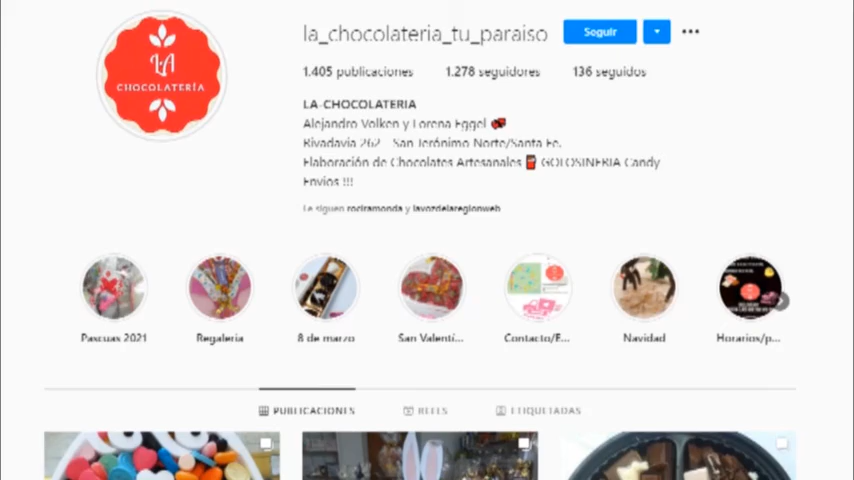 LA
CHOCOLATERÍA
la_chocolateria_tu_paraiso
Seguir
1.405 publicaciones 1.278 seguidores 136 seguidos
LA-CHOCOLATERIA
Alejandro Volken y Lorena Eggel
Rivadavia 262 - San Jerónimo Norte/Santa Fe.
Elaboración de Chocolates Artesanales GOLOSINERIA Candy
Envíos !!!
Le siguen rociramonda y lavozdelaregionweb
Pascuas 2021 Regaleria 8 de marzo San Valentí... Contacto/E... Navidad Horarios/p...
PUBLICACIONES REELS ETIQUETADAS